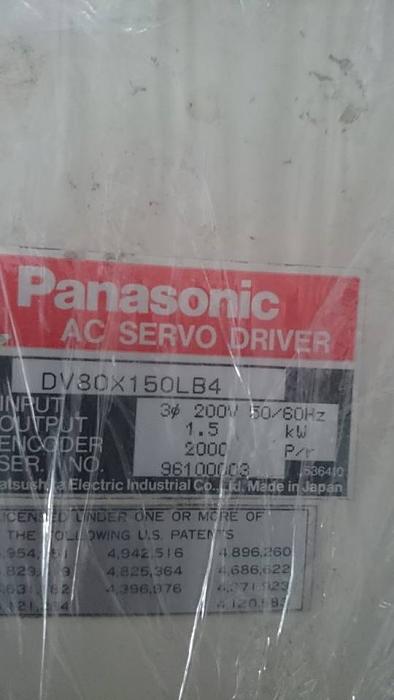 Panasonic
AC SERVO DRIVER
DV80X150LB4
INPUT 3φ 200V 50/60Hz
OUTPUT 1.5 kW
ENCODER 2000 P/r
SER. NO. 96100003
536410
Electric Industrial Co., Ltd. Made in Japan
LICENSED UNDER ONE OR MORE OF
THE FOLLOWING U.S. PATENTS
4,942,516 4,896,260
4,825,364 4,686,622
4,396,976